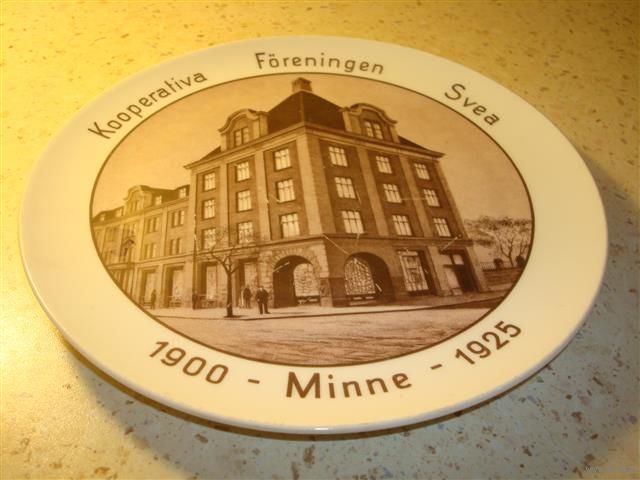 Kooperativa Föreningen Svea
1900 - Minne - 1925